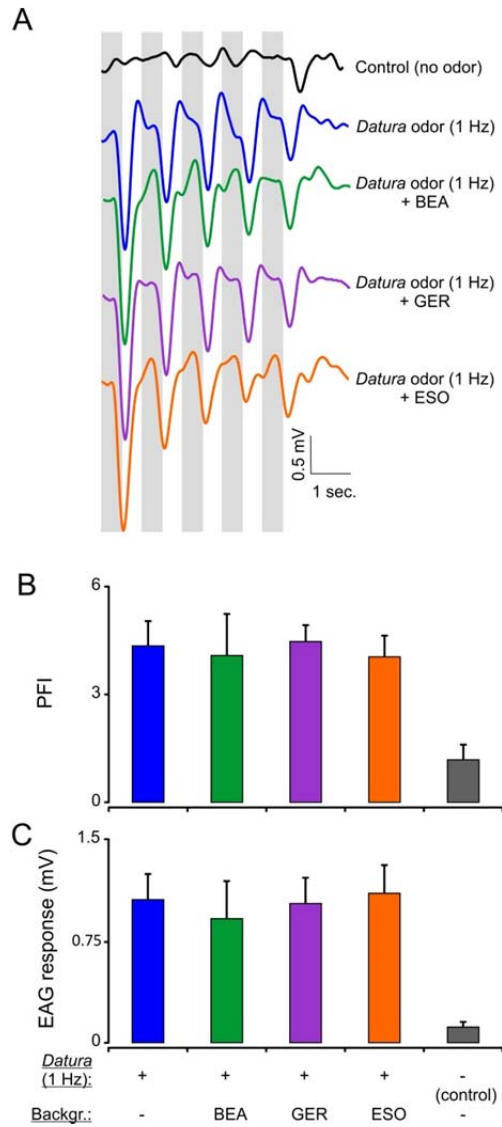 A
Control (no odor)
Datura odor (1 Hz)
Datura odor (1 Hz)
+ BEA
Datura odor (1 Hz)
+ GER
Datura odor (1 Hz)
+ ESO
0.5 mV
1 sec.
B
6
3
0
PFI
C
1.5
0.75
0
EAG response (mV)
Datura
(1 Hz): + + + + -
(control)
Backgr.: - BEA GER ESO -